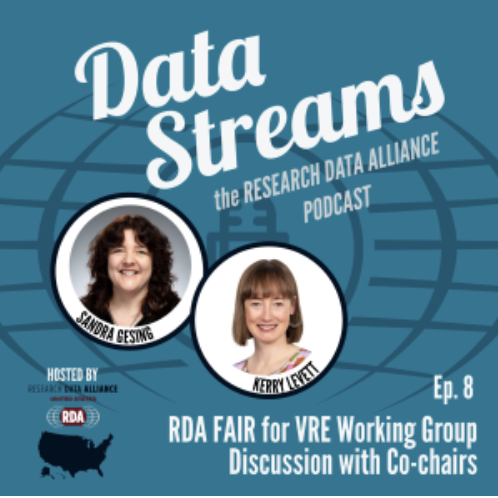 Data
Streams
the RESEARCH DATA ALLIANCE
PODCAST
SANDRA GESING
KERRY LEVETT
HOSTED BY
RESEARCH DATA ALLIANCE
RDA
Ep. 8
RDA FAIR for VRE Working Group
Discussion with Co-chairs